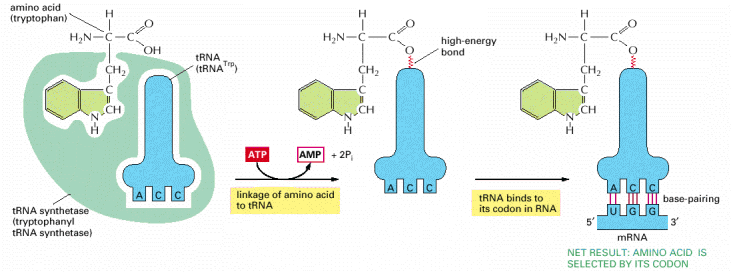 amino acid
(tryptophan)
H
H₂N
C
C
O
OH
CH₂
C
CH
N
H
tRNA
(tRNA Trp)
A C C
tRNA synthetase
(tryptophanyl
tRNA synthetase)
ATP
AMP
+ 2Pᵢ
linkage of amino acid
to tRNA
H
H₂N
C
C
O
O
CH₂
C
CH
N
H
high-energy
bond
A C C
tRNA binds to
its codon in RNA
H
H₂N
C
C
O
O
CH₂
C
CH
N
H
A C C
base-pairing
U G G
5′
3′
mRNA
NET RESULT: AMINO ACID IS
SELECTED BY ITS CODON